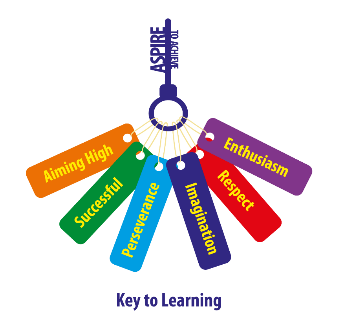 ASPIRE
TO ACHIEVE
Aiming High
Successful
Perseverance
Imagination
Respect
Enthusiasm
Key to Learning